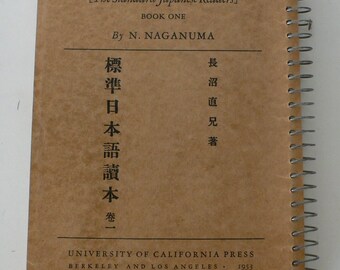 [The Standard Japanese Readers]
BOOK ONE
By N. NAGANUMA
標準日本語讀本 卷一
長沼直兄著
UNIVERSITY OF CALIFORNIA PRESS
BERKELEY AND LOS ANGELES